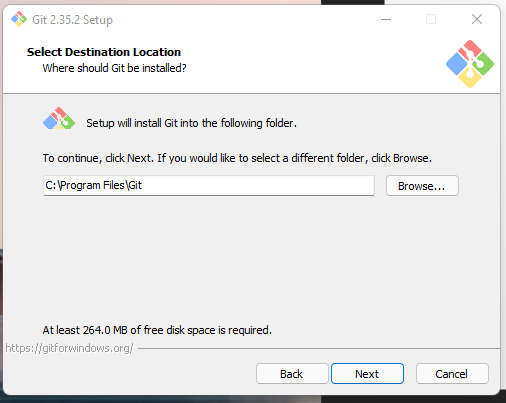 Git 2.35.2 Setup
Select Destination Location
Where should Git be installed?
Setup will install Git into the following folder.
To continue, click Next. If you would like to select a different folder, click Browse.
C:\Program Files\Git
Browse...
At least 264.0 MB of free disk space is required.
https://gitforwindows.org/
Back
Next
Cancel